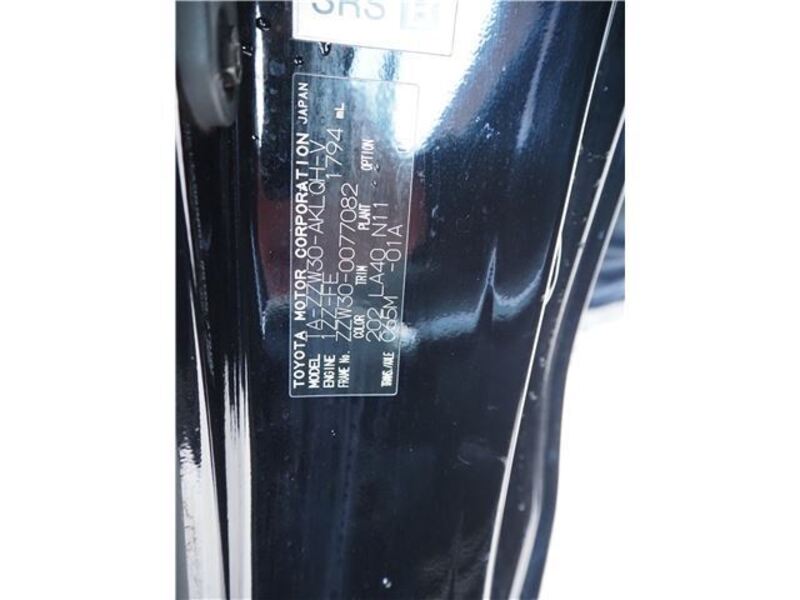 SRS
TOYOTA MOTOR CORPORATION JAPAN
MODEL TA-ZZW30-AKLQH-V
ENGINE 1ZZ-FE 1794 mL
FRAME No. ZZW30-0077082
COLOR TRIM PLANT OPTION
202 LA40 N11
TRANS./AXLE C65M -01A